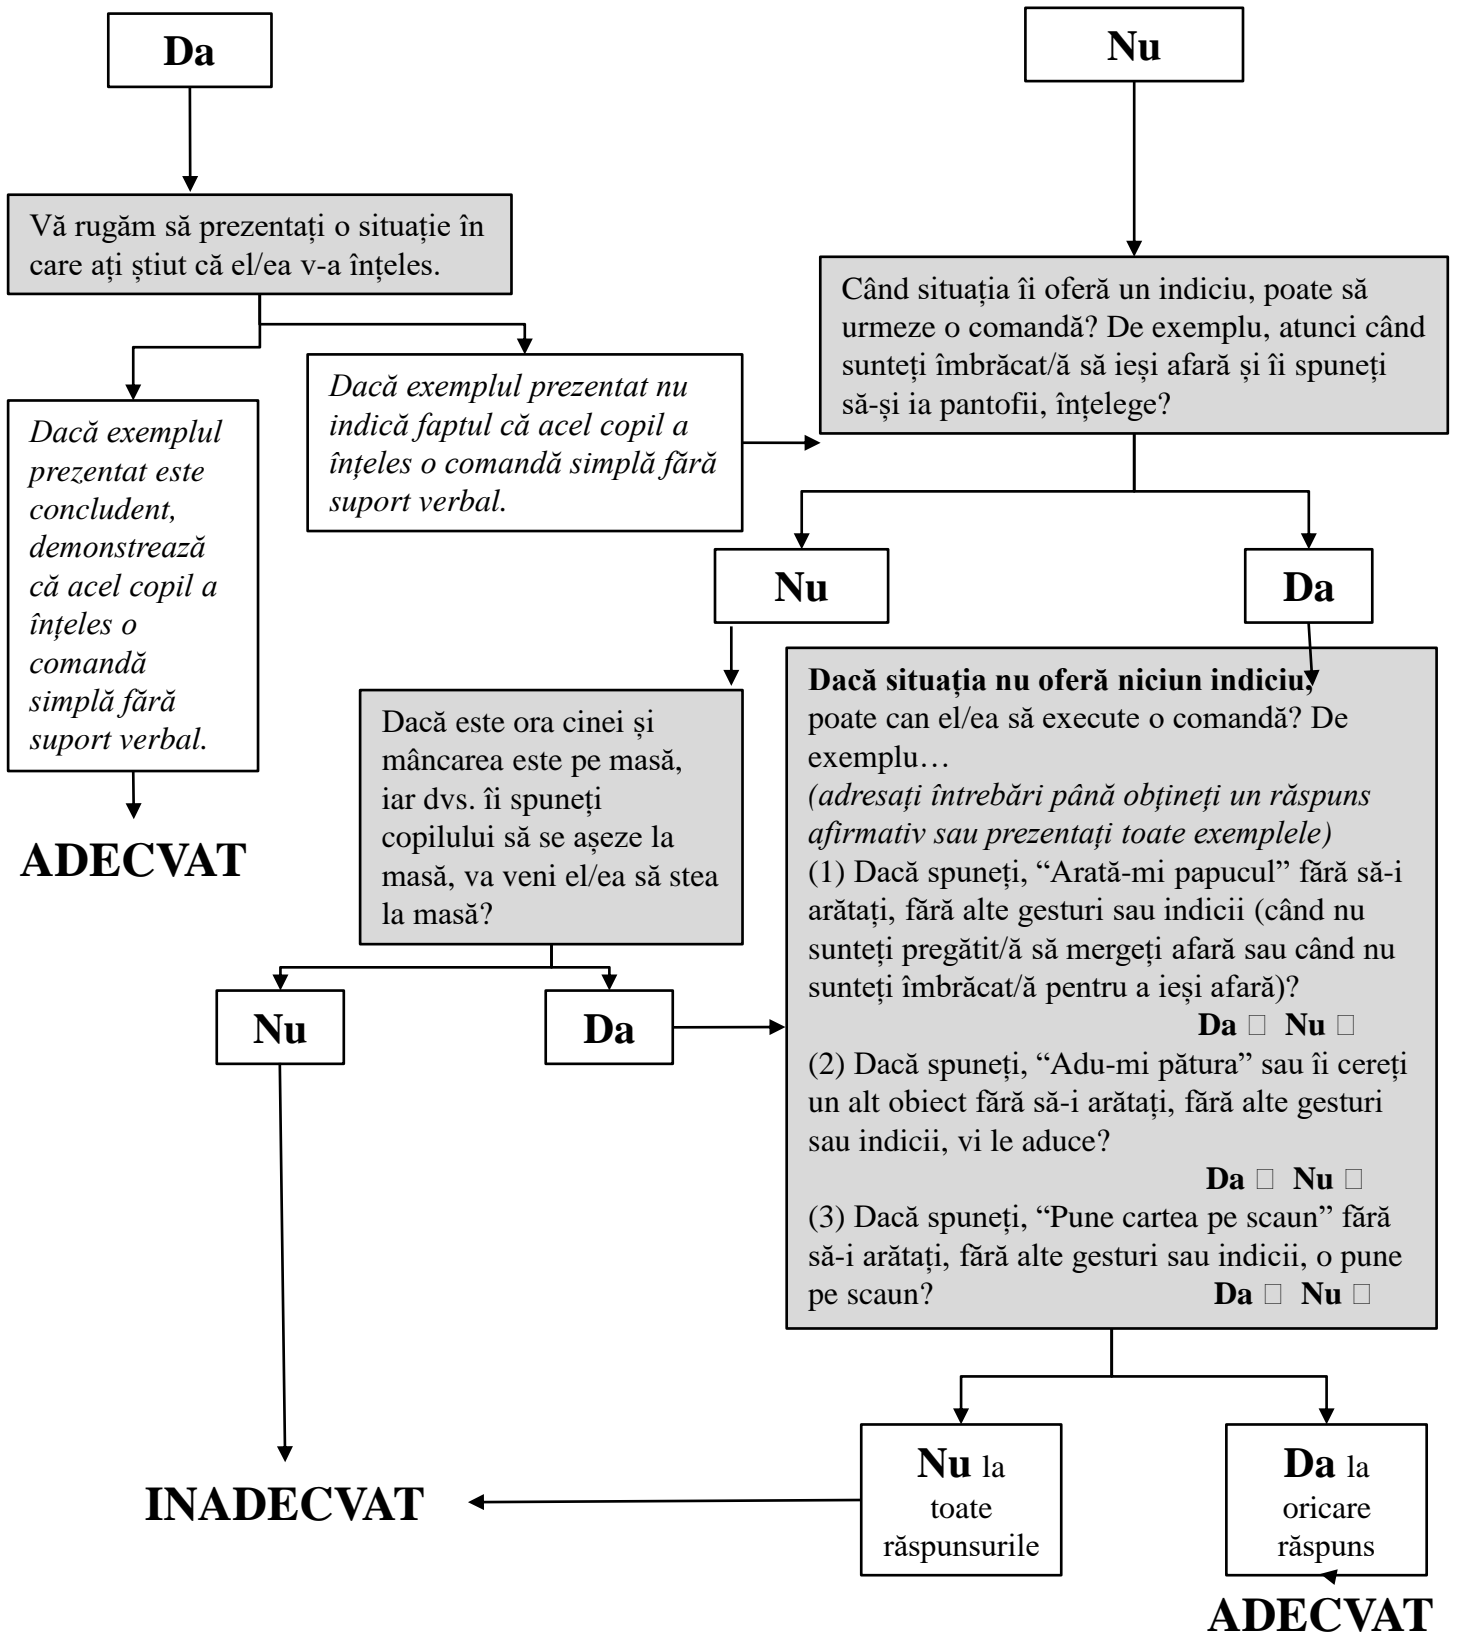 Da
Nu
Vă rugăm să prezentați o situație în
care ați știut că el/ea v-a înțeles.
Când situația îi oferă un indiciu, poate să
urmeze o comandă? De exemplu, atunci când
sunteți îmbrăcat/ă să ieși afară și îi spuneți
să-și ia pantofii, înțelege?
Dacă exemplul prezentat nu
indică faptul că acel copil a
înțeles o comandă simplă fără
suport verbal.
Dacă exemplul
prezentat este
concludent,
demonstrează
că acel copil a
înțeles o
comandă
simplă fără
suport verbal.
ADECVAT
Nu
Da
Dacă este ora cinei și
mâncarea este pe masă,
iar dvs. îi spuneți
copilului să se așeze la
masă, va veni el/ea să stea
la masă?
Nu
Da
Dacă situația nu oferă niciun indiciu,
poate can el/ea să execute o comandă? De
exemplu…
(adresați întrebări până obțineți un răspuns
afirmativ sau prezentați toate exemplele)
(1) Dacă spuneți, “Arată-mi papucul” fără să-i
arătați, fără alte gesturi sau indicii (când nu
sunteți pregătit/ă să mergeți afară sau când nu
sunteți îmbrăcat/ă pentru a ieși afară)?
Da □ Nu □
(2) Dacă spuneți, “Adu-mi pătura” sau îi cereți
un alt obiect fără să-i arătați, fără alte gesturi
sau indicii, vi le aduce?
Da □ Nu □
(3) Dacă spuneți, “Pune cartea pe scaun” fără
să-i arătați, fără alte gesturi sau indicii, o pune
pe scaun? Da □ Nu □
INADECVAT
Nu la
toate
răspunsurile
Da la
oricare
răspuns
ADECVAT